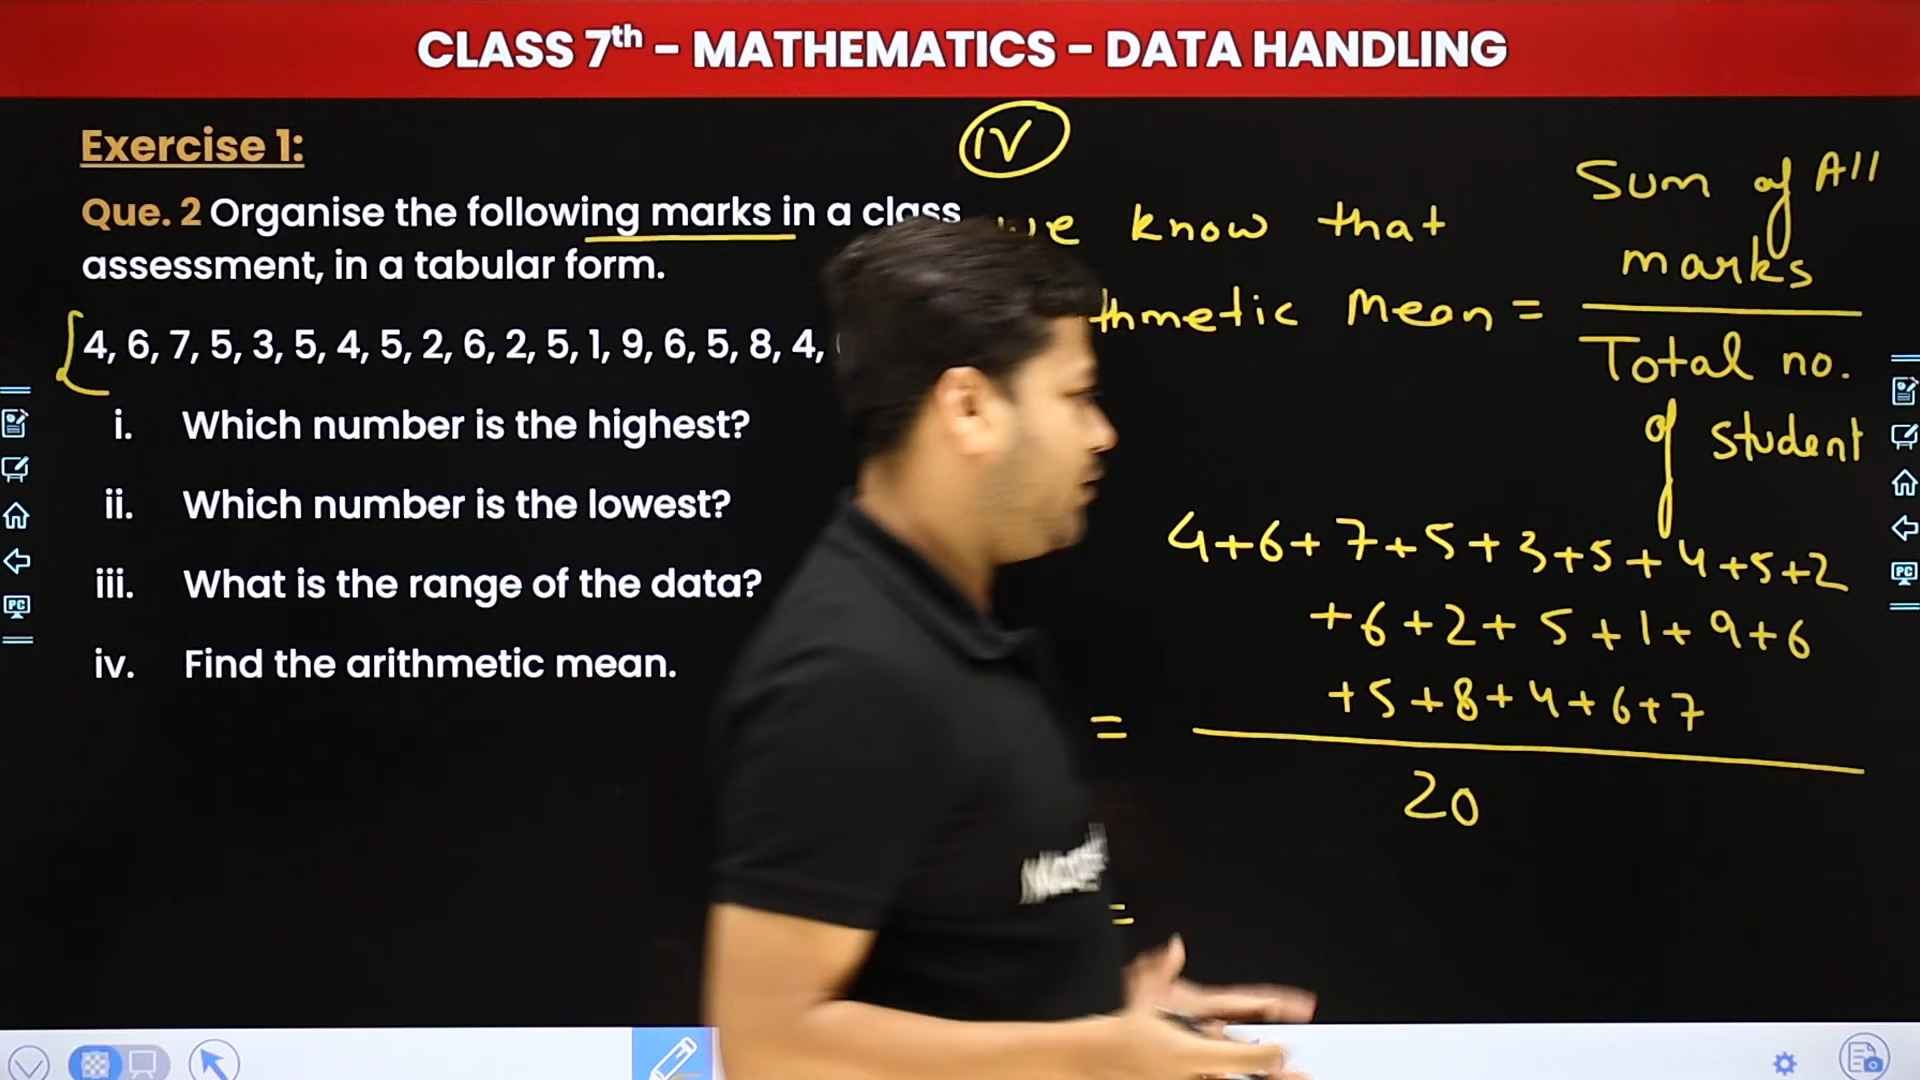 CLASS 7th - MATHEMATICS - DATA HANDLING
Exercise 1:
Que. 2 Organise the following marks in a class
assessment, in a tabular form.
4, 6, 7, 5, 3, 5, 4, 5, 2, 6, 2, 5, 1, 9, 6, 5, 8, 4,
i. Which number is the highest?
ii. Which number is the lowest?
iii. What is the range of the data?
iv. Find the arithmetic mean.
IV
we know that
thmetic Mean =
Sum of All
marks
Total no.
of student
4+6+7+5+3+5+4+5+2
+6+2+5+1+9+6
+5+8+4+6+7
=
20
=
PC
PC